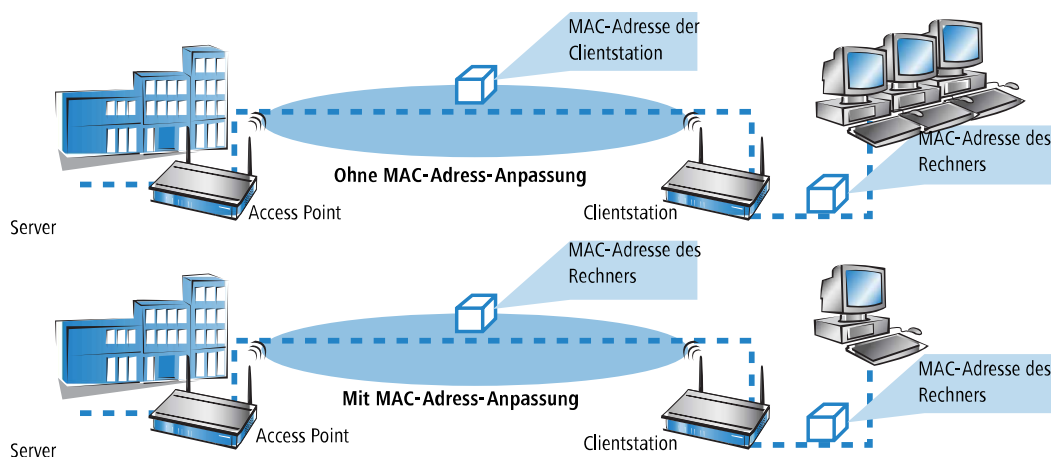 MAC-Adresse der
Clientstation
MAC-Adresse des
Rechners
Ohne MAC-Adress-Anpassung
Access Point
Clientstation
Server
MAC-Adresse des
Rechners
MAC-Adresse des
Rechners
Mit MAC-Adress-Anpassung
Access Point
Clientstation
Server